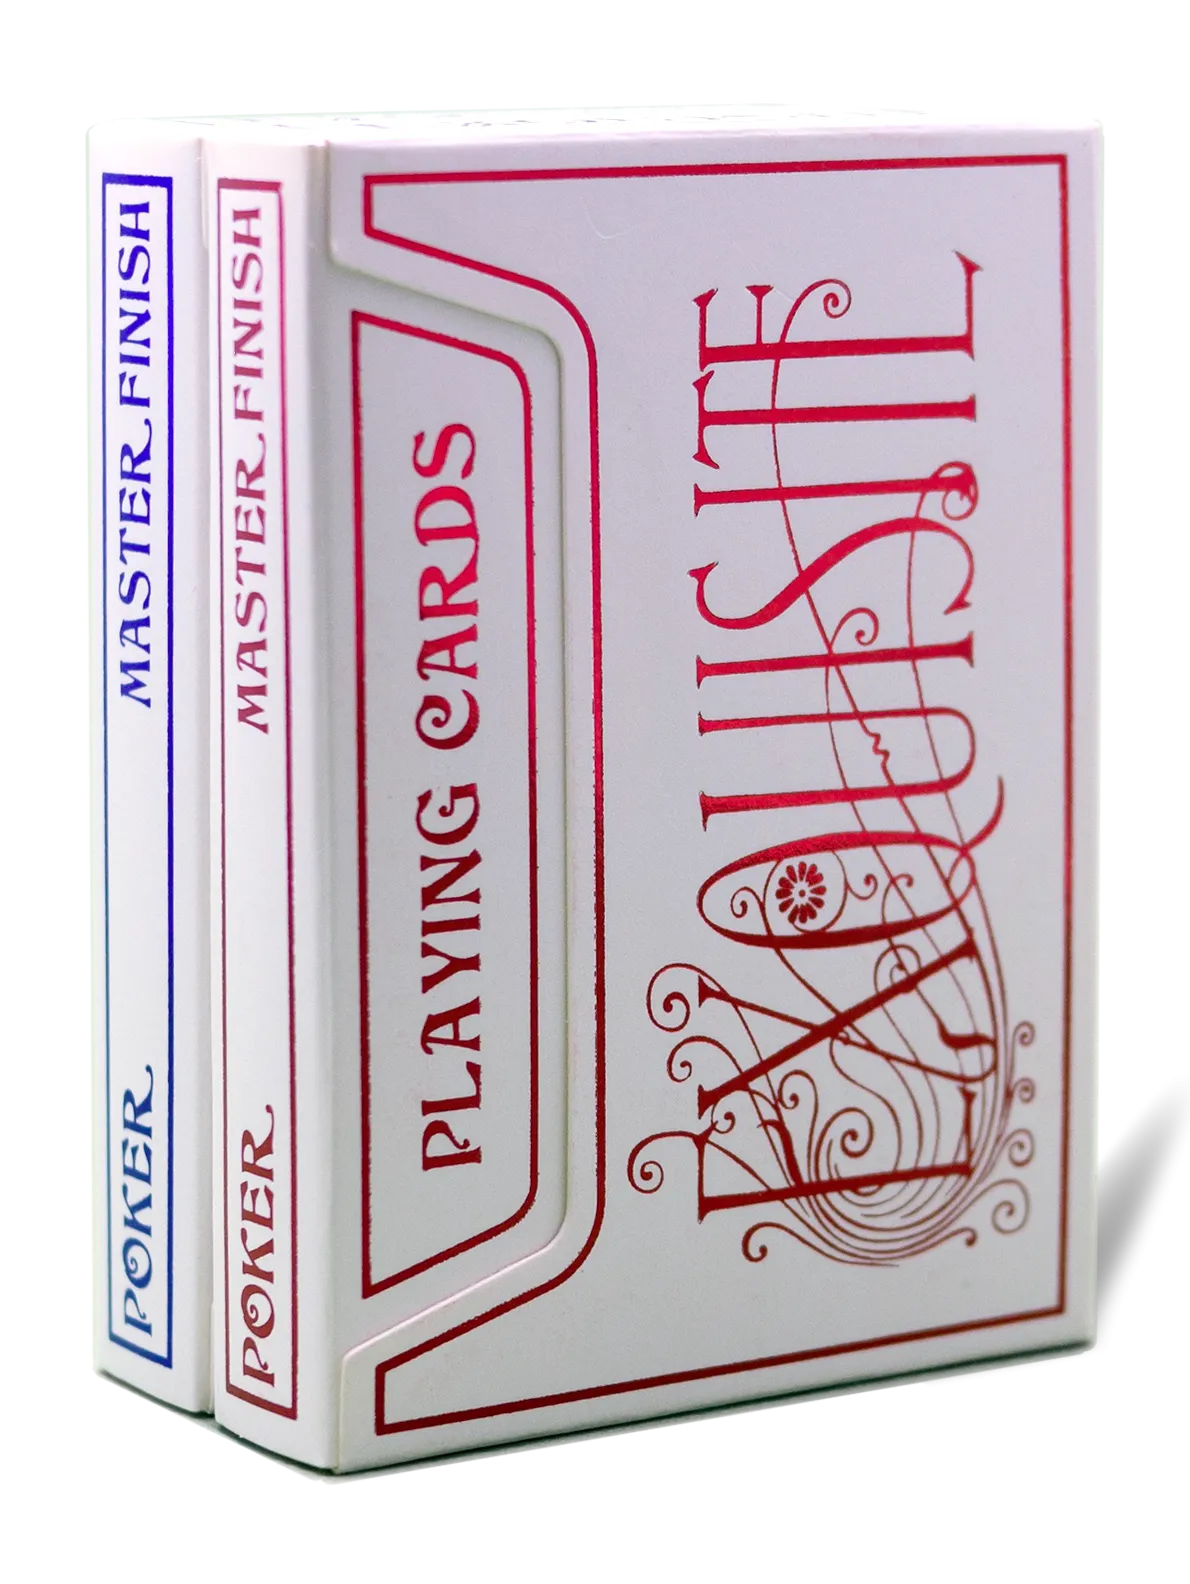 POKER MASTER FINISH
POKER MASTER FINISH
PLAYING CARDS
EXQUISITE